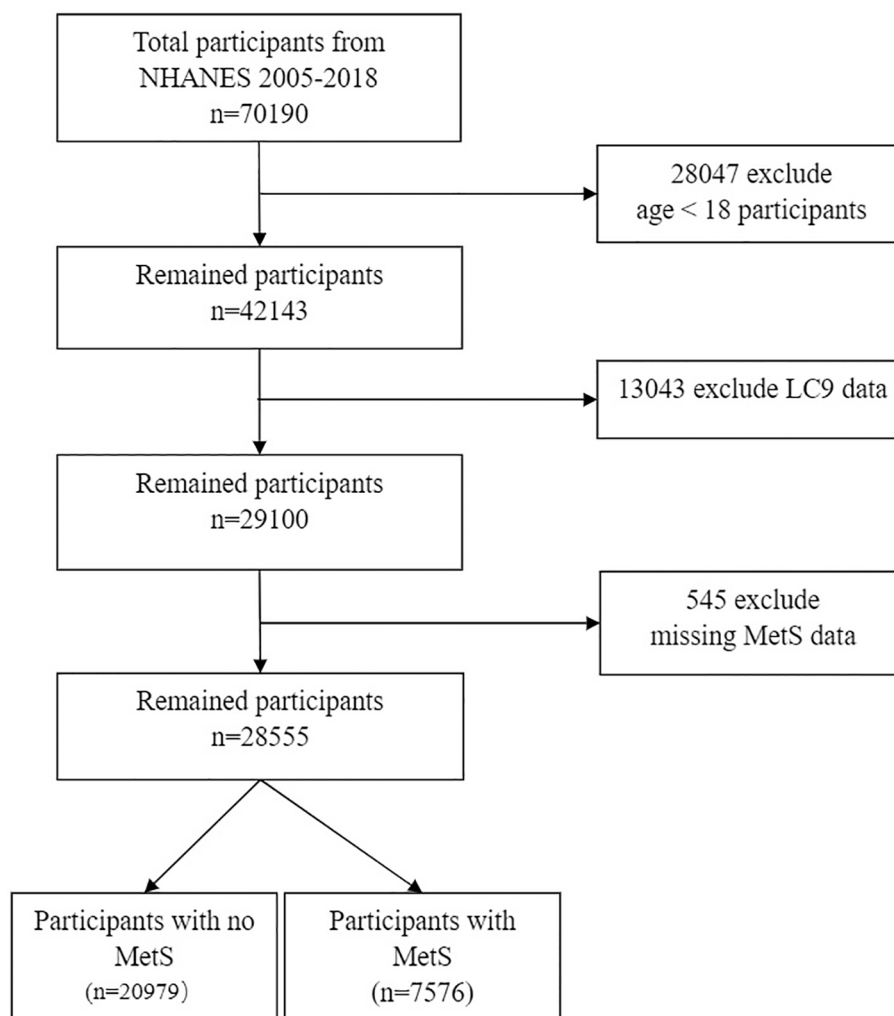 Total participants from
NHANES 2005-2018
n=70190
28047 exclude
age < 18 participants
Remained participants
n=42143
13043 exclude LC9 data
Remained participants
n=29100
545 exclude
missing MetS data
Remained participants
n=28555
Participants with no
MetS
(n=20979）
Participants with
MetS
(n=7576)